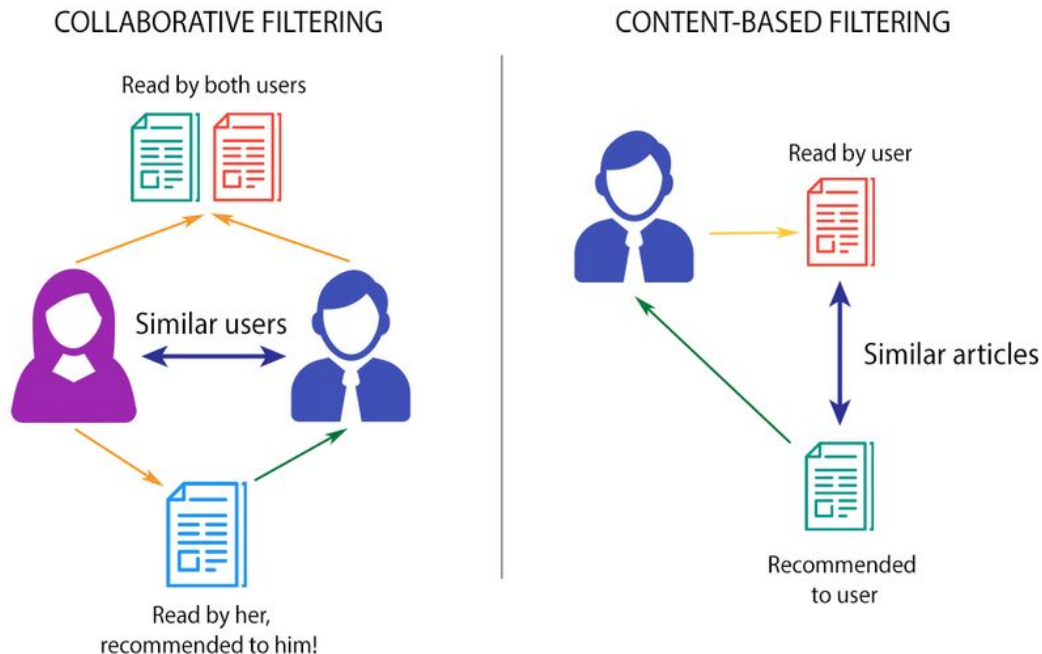 COLLABORATIVE FILTERING
Read by both users
Similar users
Read by her,
recommended to him!
CONTENT-BASED FILTERING
Read by user
Similar articles
Recommended
to user